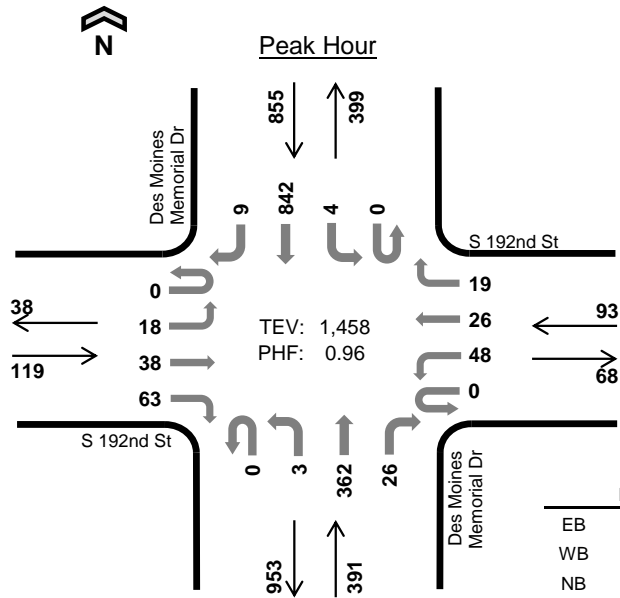 N
Peak Hour
855
399
Des Moines
Memorial Dr
9
842
4
0
S 192nd St
0
18
38
63
19
26
48
0
38
119
93
68
TEV: 1,458
PHF: 0.96
S 192nd St
0
3
362
26
Des Moines
Memorial Dr
953
391
EB
WB
NB